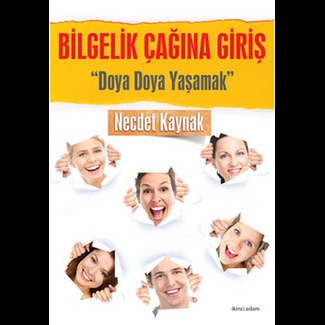 BİLGELİK ÇAĞINA GİRİŞ
“Doya Doya Yaşamak”
Necdet Kaynak
ikinci adam